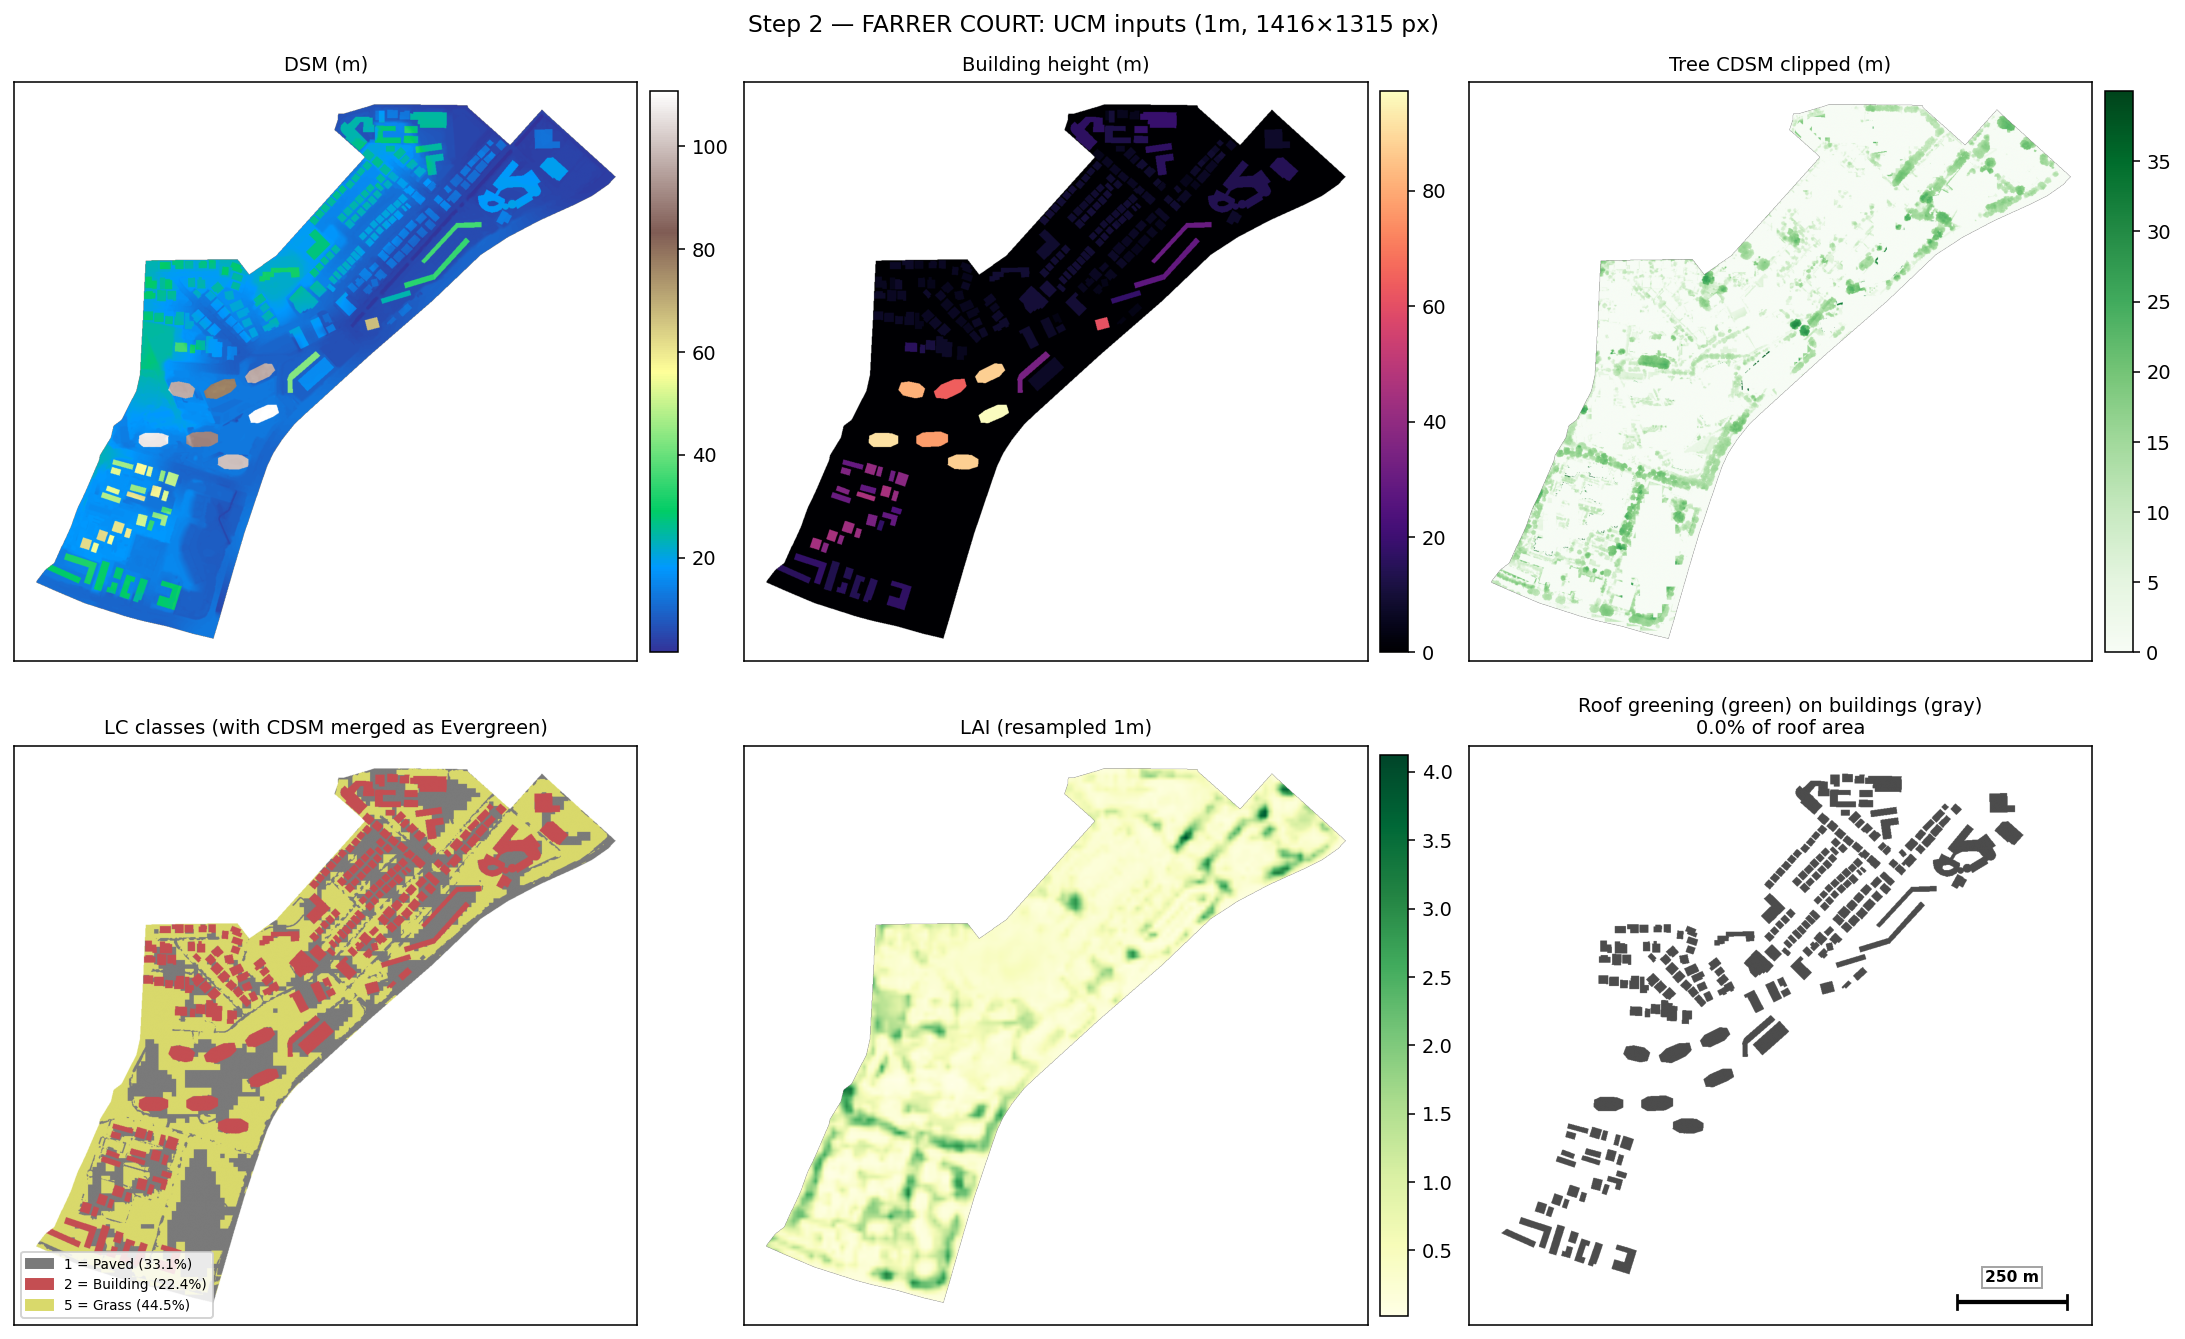 Step 2 — FARRER COURT: UCM inputs (1m, 1416×1315 px)
DSM (m)
100
80
60
40
20
Building height (m)
80
60
40
20
0
Tree CDSM clipped (m)
35
30
25
20
15
10
5
0
LC classes (with CDSM merged as Evergreen)
1 = Paved (33.1%)
2 = Building (22.4%)
5 = Grass (44.5%)
LAI (resampled 1m)
4.0
3.5
3.0
2.5
2.0
1.5
1.0
0.5
Roof greening (green) on buildings (gray)
0.0% of roof area
250 m